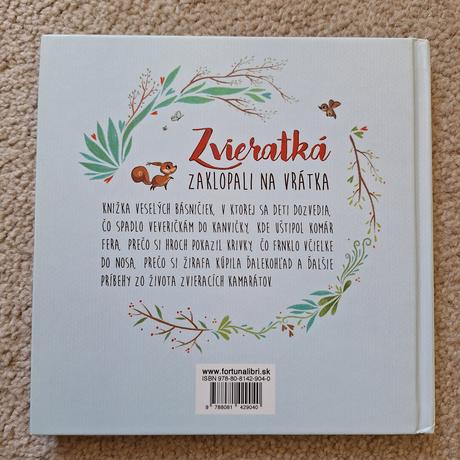 Zvieratká
ZAKLOPALI NA VRÁTKA
KNIŽKA VESELÝCH BÁSNIČIEK, V KTOREJ SA DETI DOZVEDIA,
ČO SPADLO VEVERIČKÁM DO KANVIČKY, KDE UŠTIPOL KOMÁR
FERA, PREČO SI HROCH POKAZIL KRIVKY, ČO FRNKLO VČIELKE
DO NOSA, PREČO SI ŽIRAFA KÚPILA ĎALEKOHĽAD A ĎALŠIE
PRÍBEHY ZO ŽIVOTA ZVIERACÍCH KAMARÁTOV.
www.fortunalibri.sk
ISBN 978-80-8142-904-0
9 788081 429040